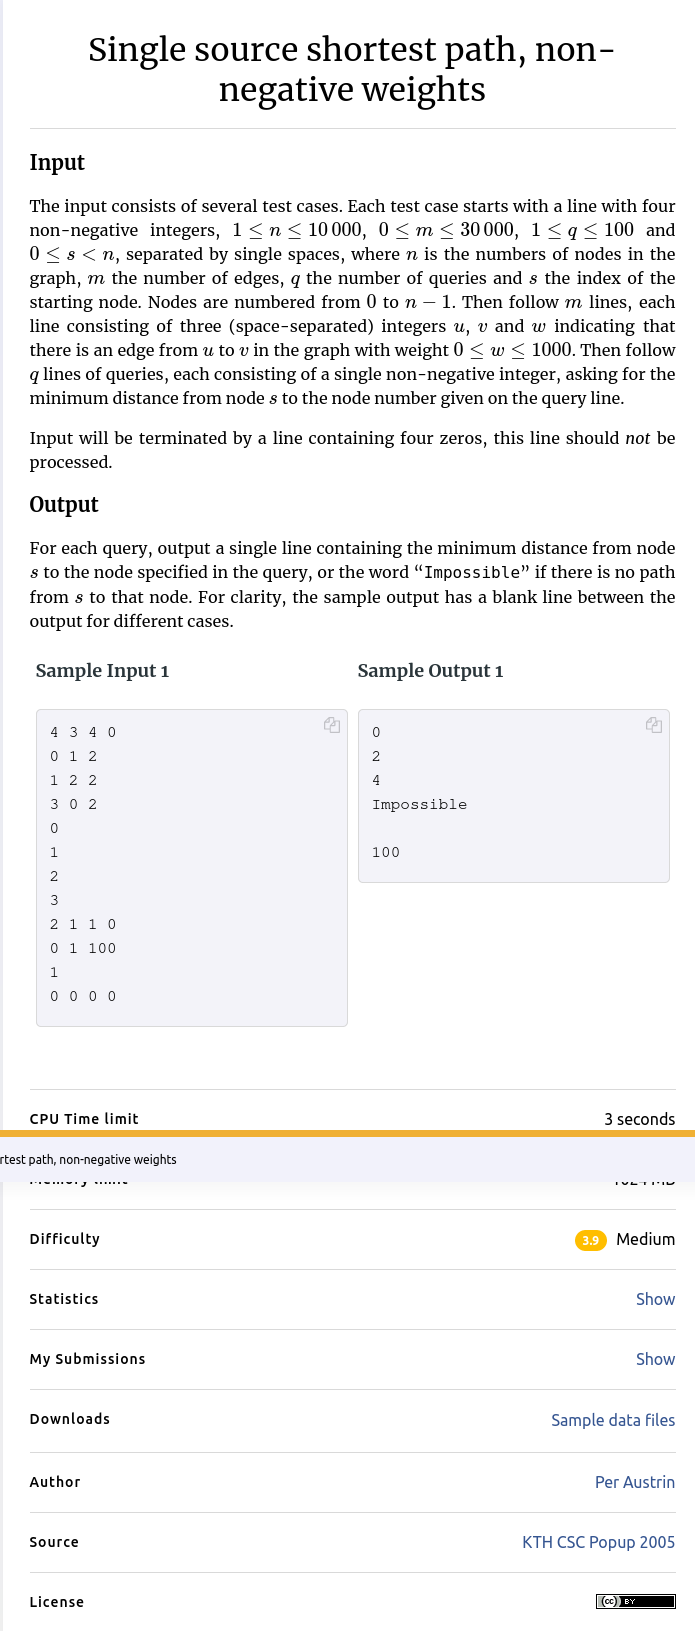 Single source shortest path, non-
negative weights
Input
The input consists of several test cases. Each test case starts with a line with four
non-negative integers, 1 ≤ n ≤ 10 000, 0 ≤ m ≤ 30 000, 1 ≤ q ≤ 100 and
0 ≤ s < n, separated by single spaces, where n is the numbers of nodes in the
graph, m the number of edges, q the number of queries and s the index of the
starting node. Nodes are numbered from 0 to n − 1. Then follow m lines, each
line consisting of three (space-separated) integers u, v and w indicating that
there is an edge from u to v in the graph with weight 0 ≤ w ≤ 1000. Then follow
q lines of queries, each consisting of a single non-negative integer, asking for the
minimum distance from node s to the node number given on the query line.
Input will be terminated by a line containing four zeros, this line should not be
processed.
Output
For each query, output a single line containing the minimum distance from node
s to the node specified in the query, or the word “Impossible” if there is no path
from s to that node. For clarity, the sample output has a blank line between the
output for different cases.
Sample Input 1
4 3 4 0
0 1 2
1 2 2
3 0 2
0
1
2
3
2 1 1 0
0 1 100
1
0 0 0 0
Sample Output 1
0
2
4
Impossible
100
CPU Time limit 3 seconds
rtest path, non-negative weights
Memory limit 1024 MB
Difficulty 3.9 Medium
Statistics Show
My Submissions Show
Downloads Sample data files
Author Per Austrin
Source KTH CSC Popup 2005
License (cc) BY